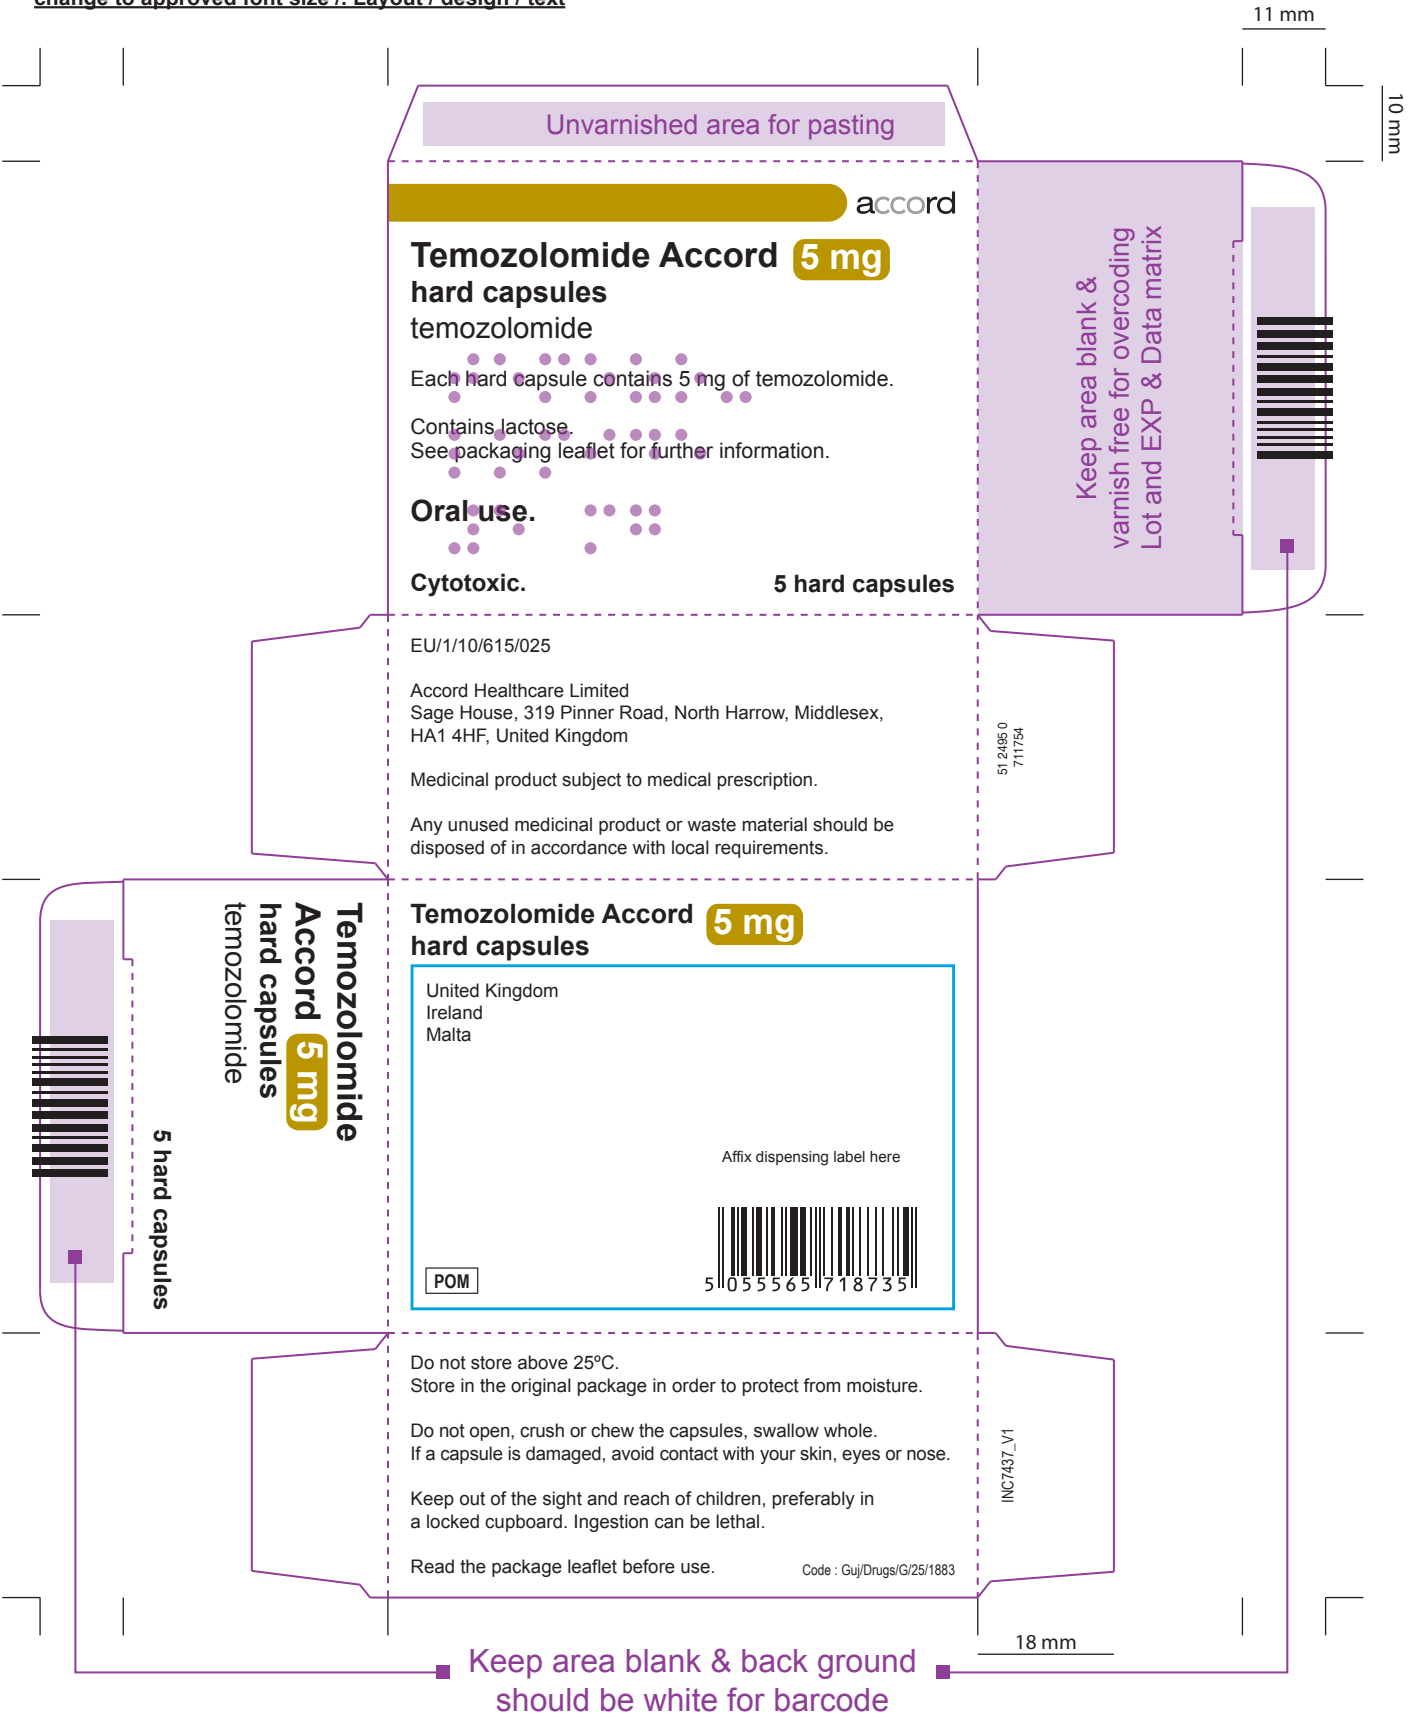 change to approved font size /. Layout / design / text
11 mm
10 mm
Unvarnished area for pasting
accord
Temozolomide Accord 5 mg
hard capsules
temozolomide
Each hard capsule contains 5 mg of temozolomide.
Contains lactose.
See packaging leaflet for further information.
Oral use.
Cytotoxic.
5 hard capsules
Keep area blank &
varnish free for overcoding
Lot and EXP & Data matrix
EU/1/10/615/025
Accord Healthcare Limited
Sage House, 319 Pinner Road, North Harrow, Middlesex,
HA1 4HF, United Kingdom
Medicinal product subject to medical prescription.
Any unused medicinal product or waste material should be
disposed of in accordance with local requirements.
51 2495 0
711754
Temozolomide
Accord 5 mg
hard capsules
temozolomide
5 hard capsules
Temozolomide Accord 5 mg
hard capsules
United Kingdom
Ireland
Malta
Affix dispensing label here
5 055565 718735
POM
Do not store above 25ºC.
Store in the original package in order to protect from moisture.
Do not open, crush or chew the capsules, swallow whole.
If a capsule is damaged, avoid contact with your skin, eyes or nose.
Keep out of the sight and reach of children, preferably in
a locked cupboard. Ingestion can be lethal.
Read the package leaflet before use.
Code : Guj/Drugs/G/25/1883
INC7437_V1
18 mm
Keep area blank & back ground
should be white for barcode